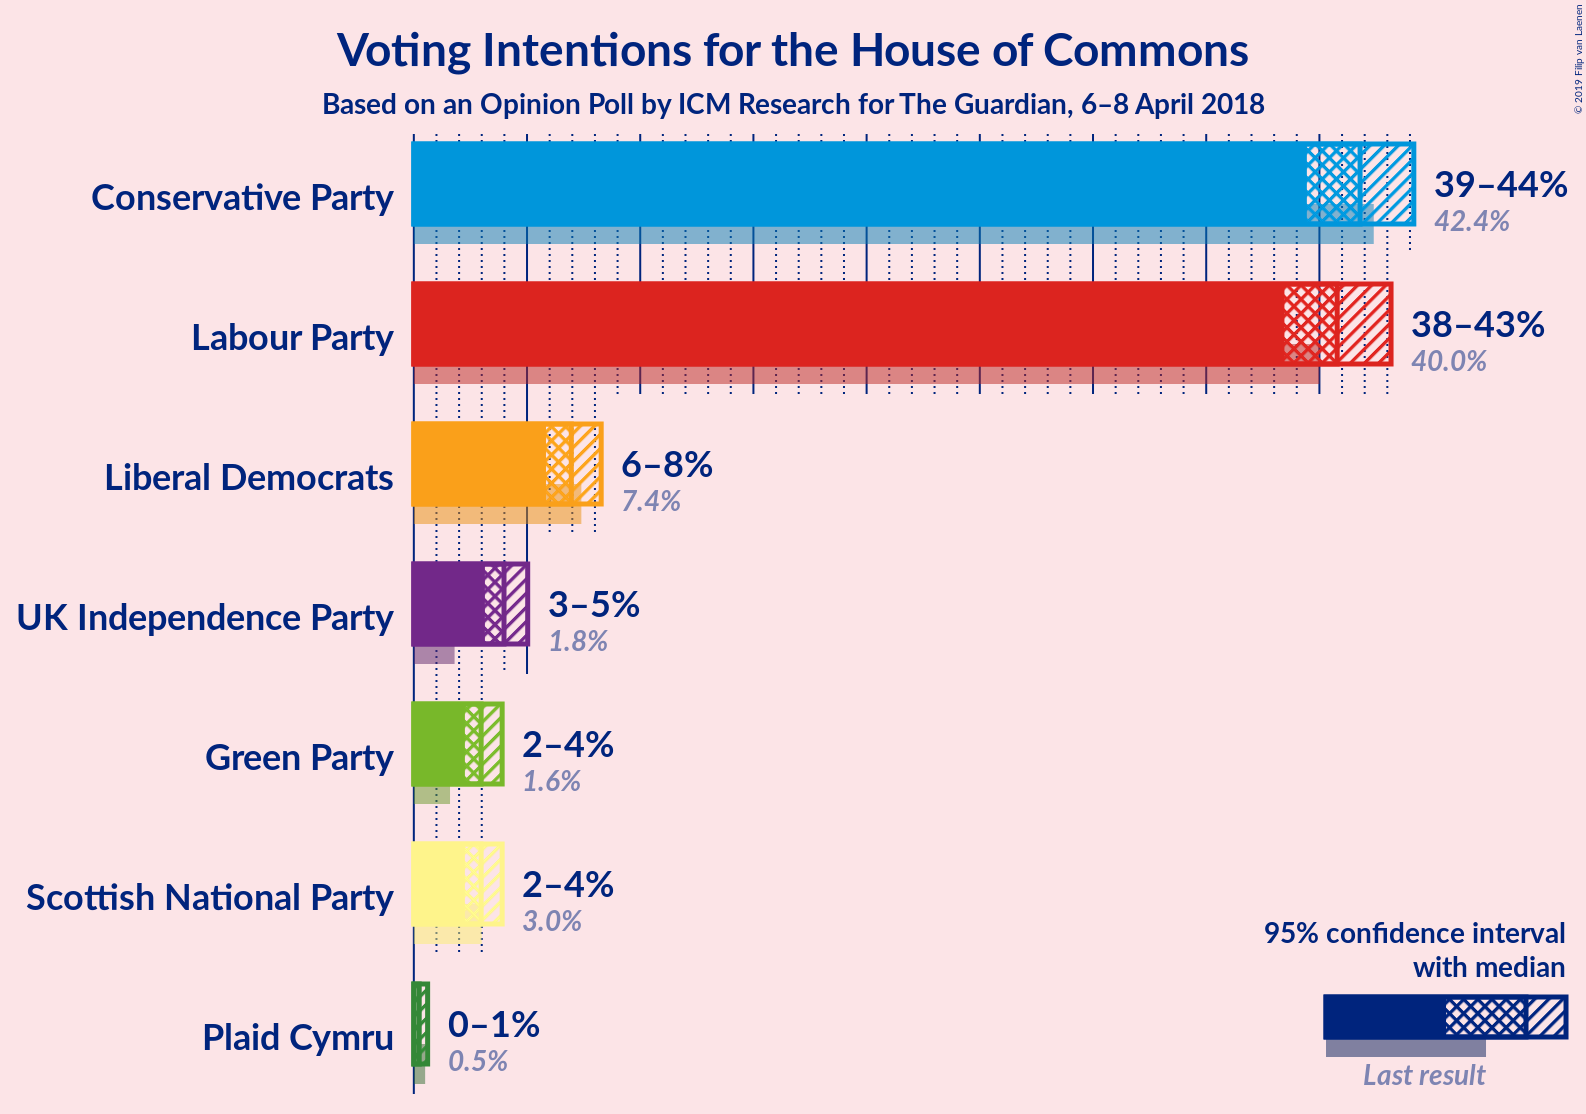 Voting Intentions for the House of Commons
Based on an Opinion Poll by ICM Research for The Guardian, 6–8 April 2018
© 2019 Filip van Laenen
Conservative Party
39–44%
42.4%
Labour Party
38–43%
40.0%
Liberal Democrats
6–8%
7.4%
UK Independence Party
3–5%
1.8%
Green Party
2–4%
1.6%
Scottish National Party
2–4%
3.0%
Plaid Cymru
0–1%
0.5%
95% confidence interval
with median
Last result